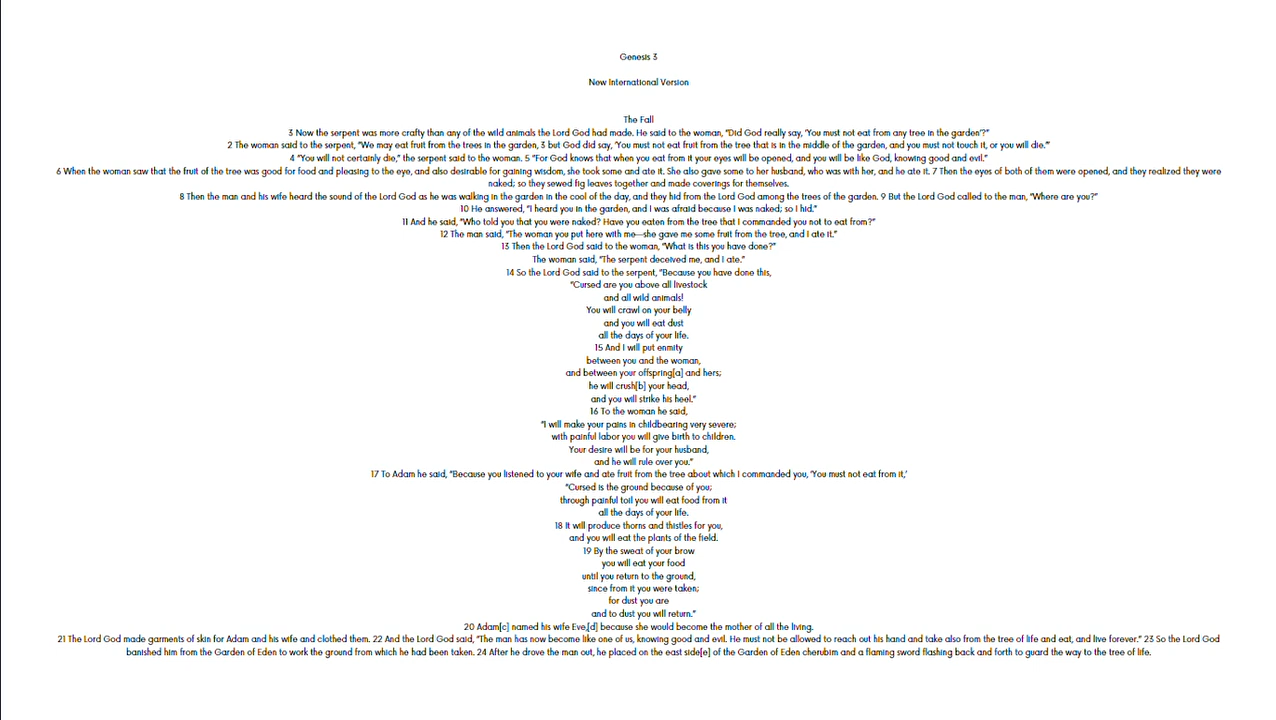 Genesis 3
New International Version
The Fall
3 Now the serpent was more crafty than any of the wild animals the Lord God had made. He said to the woman, “Did God really say, ‘You must not eat from any tree in the garden’?”
2 The woman said to the serpent, “We may eat fruit from the trees in the garden, 3 but God did say, ‘You must not eat fruit from the tree that is in the middle of the garden, and you must not touch it, or you will die.’”
4 “You will not certainly die,” the serpent said to the woman. 5 “For God knows that when you eat from it your eyes will be opened, and you will be like God, knowing good and evil.”
6 When the woman saw that the fruit of the tree was good for food and pleasing to the eye, and also desirable for gaining wisdom, she took some and ate it. She also gave some to her husband, who was with her, and he ate it. 7 Then the eyes of both of them were opened, and they realized they were
naked; so they sewed fig leaves together and made coverings for themselves.
8 Then the man and his wife heard the sound of the Lord God as he was walking in the garden in the cool of the day, and they hid from the Lord God among the trees of the garden. 9 But the Lord God called to the man, “Where are you?”
10 He answered, “I heard you in the garden, and I was afraid because I was naked; so I hid.”
11 And he said, “Who told you that you were naked? Have you eaten from the tree that I commanded you not to eat from?”
12 The man said, “The woman you put here with me—she gave me some fruit from the tree, and I ate it.”
13 Then the Lord God said to the woman, “What is this you have done?”
The woman said, “The serpent deceived me, and I ate.”
14 So the Lord God said to the serpent, “Because you have done this,
“Cursed are you above all livestock
and all wild animals!
You will crawl on your belly
and you will eat dust
all the days of your life.
15 And I will put enmity
between you and the woman,
and between your offspring[a] and hers;
he will crush[b] your head,
and you will strike his heel.”
16 To the woman he said,
“I will make your pains in childbearing very severe;
with painful labor you will give birth to children.
Your desire will be for your husband,
and he will rule over you.”
17 To Adam he said, “Because you listened to your wife and ate fruit from the tree about which I commanded you, ‘You must not eat from it,’
“Cursed is the ground because of you;
through painful toil you will eat food from it
all the days of your life.
18 It will produce thorns and thistles for you,
and you will eat the plants of the field.
19 By the sweat of your brow
you will eat your food
until you return to the ground,
since from it you were taken;
for dust you are
and to dust you will return.”
20 Adam[c] named his wife Eve,[d] because she would become the mother of all the living.
21 The Lord God made garments of skin for Adam and his wife and clothed them. 22 And the Lord God said, “The man has now become like one of us, knowing good and evil. He must not be allowed to reach out his hand and take also from the tree of life and eat, and live forever.” 23 So the Lord God
banished him from the Garden of Eden to work the ground from which he had been taken. 24 After he drove the man out, he placed on the east side[e] of the Garden of Eden cherubim and a flaming sword flashing back and forth to guard the way to the tree of life.